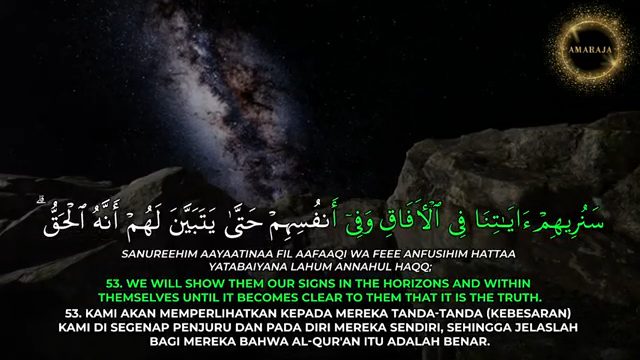 AMARAJA
سَنُرِيهِمْ ءَايَـٰتِنَا فِى ٱلْأَفَاقِ وَفِىٓ أَنفُسِهِمْ حَتَّىٰ يَتَبَيَّنَ لَهُمْ أَنَّهُ ٱلْحَقُّ ۗ
SANUREEHIM AAYAATINAA FIL AAFAAQI WA FEEE ANFUSIHIM HATTAA
YATABAIYANA LAHUM ANNAHUL HAQQ;
53. WE WILL SHOW THEM OUR SIGNS IN THE HORIZONS AND WITHIN
THEMSELVES UNTIL IT BECOMES CLEAR TO THEM THAT IT IS THE TRUTH.
53. KAMI AKAN MEMPERLIHATKAN KEPADA MEREKA TANDA-TANDA (KEBESARAN)
KAMI DI SEGENAP PENJURU DAN PADA DIRI MEREKA SENDIRI, SEHINGGA JELASLAH
BAGI MEREKA BAHWA AL-QUR'AN ITU ADALAH BENAR.